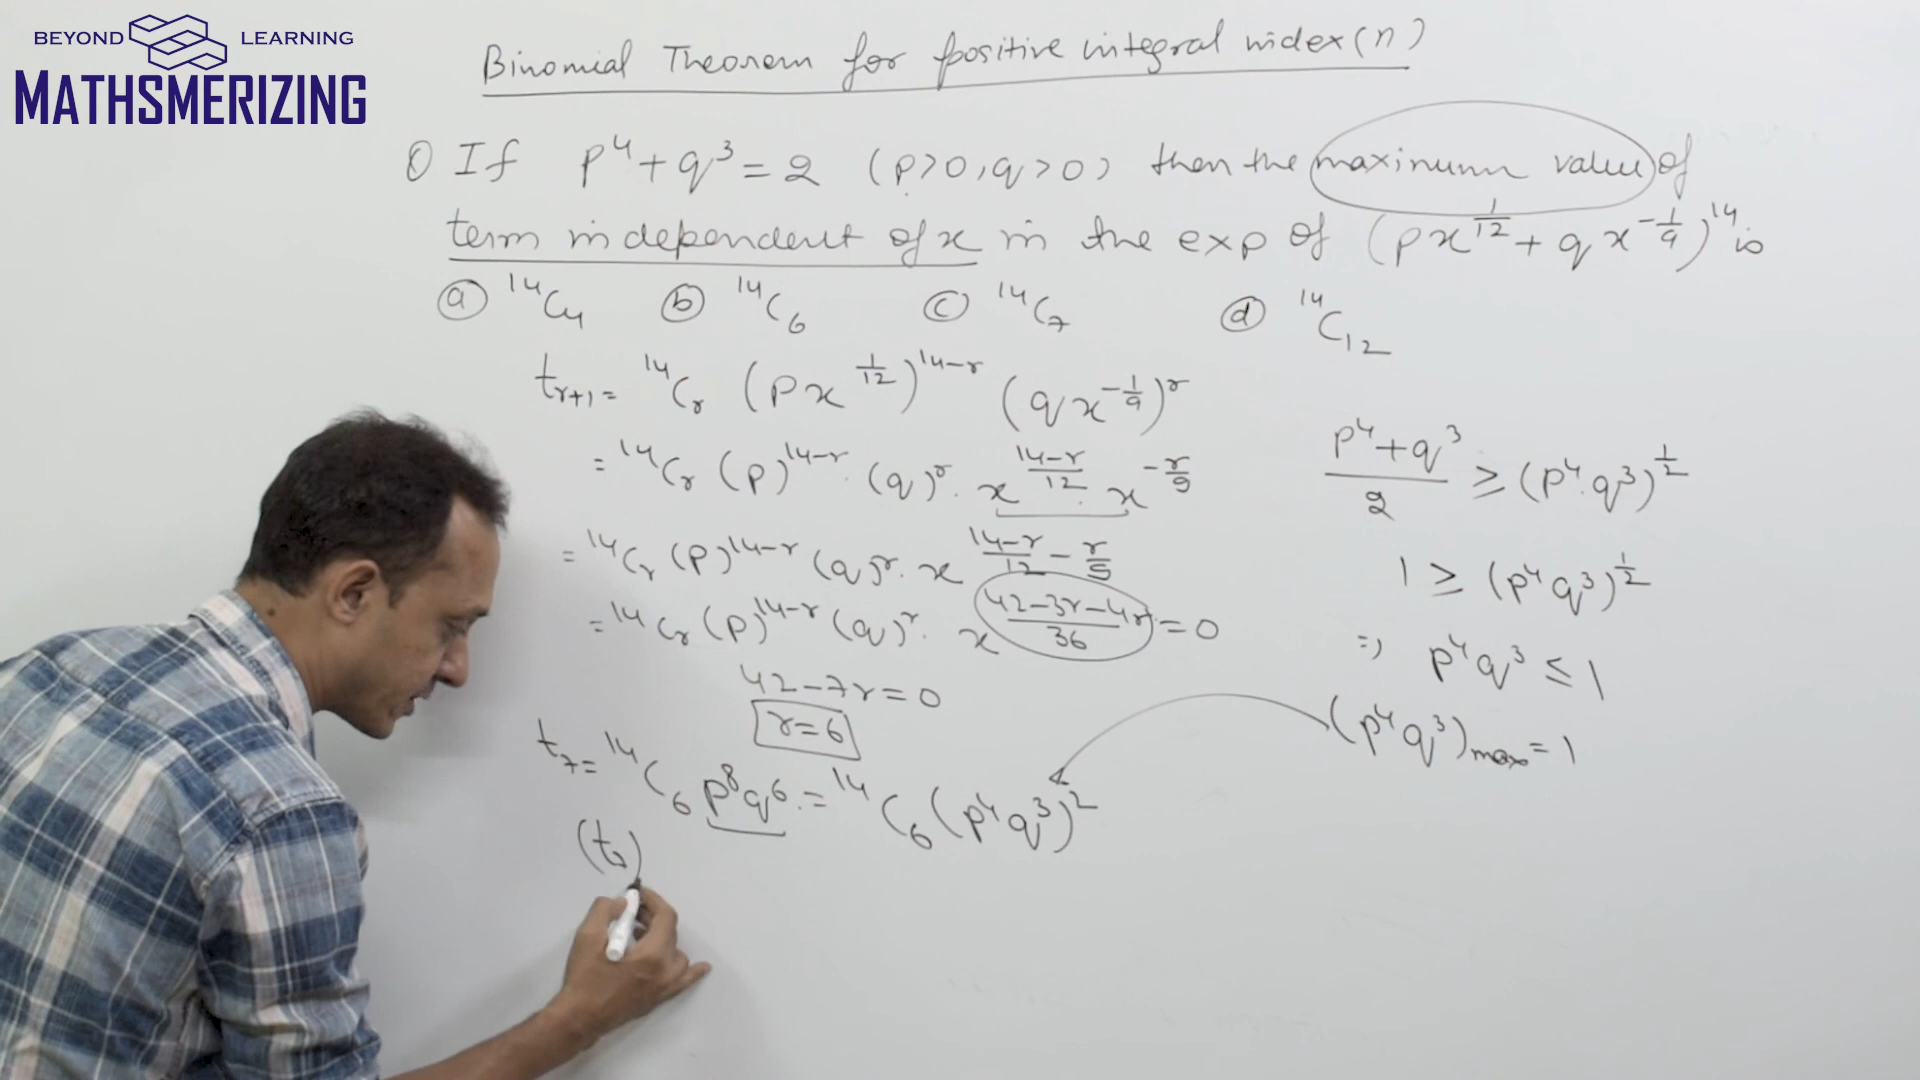 BEYOND LEARNING
MATHSMERIZING
Binomial Theorem for positive integral index (n)
Q If p⁴ + q³ = 2 (p>0, q>0) then the maximum value of
term independent of x in the exp of (px^(1/12) + qx^(-1/9))^14 is
(a) ¹⁴C₄ (b) ¹⁴C₆ (c) ¹⁴C₇ (d) ¹⁴C₁₂
t_(r+1) = ¹⁴C_r (px^(1/12))^(14-r) (qx^(-1/9))^r
= ¹⁴C_r (p)^(14-r) . (q)^r . x^((14-r)/12) . x^(-r/9)
= ¹⁴C_r (p)^(14-r) (q)^r . x^((14-r)/12 - r/9)
= ¹⁴C_r (p)^(14-r) (q)^r . x^((42-3r-4r)/36) = 0
42-7r = 0
r=6
t₇ = ¹⁴C₆ p⁸q⁶ . = ¹⁴C₆ (p⁴q³)²
(t₇)
(p⁴+q³)/2 ≥ (p⁴.q³)^(1/2)
1 ≥ (p⁴q³)^(1/2)
⇒ p⁴q³ ≤ 1
(p⁴q³)max = 1